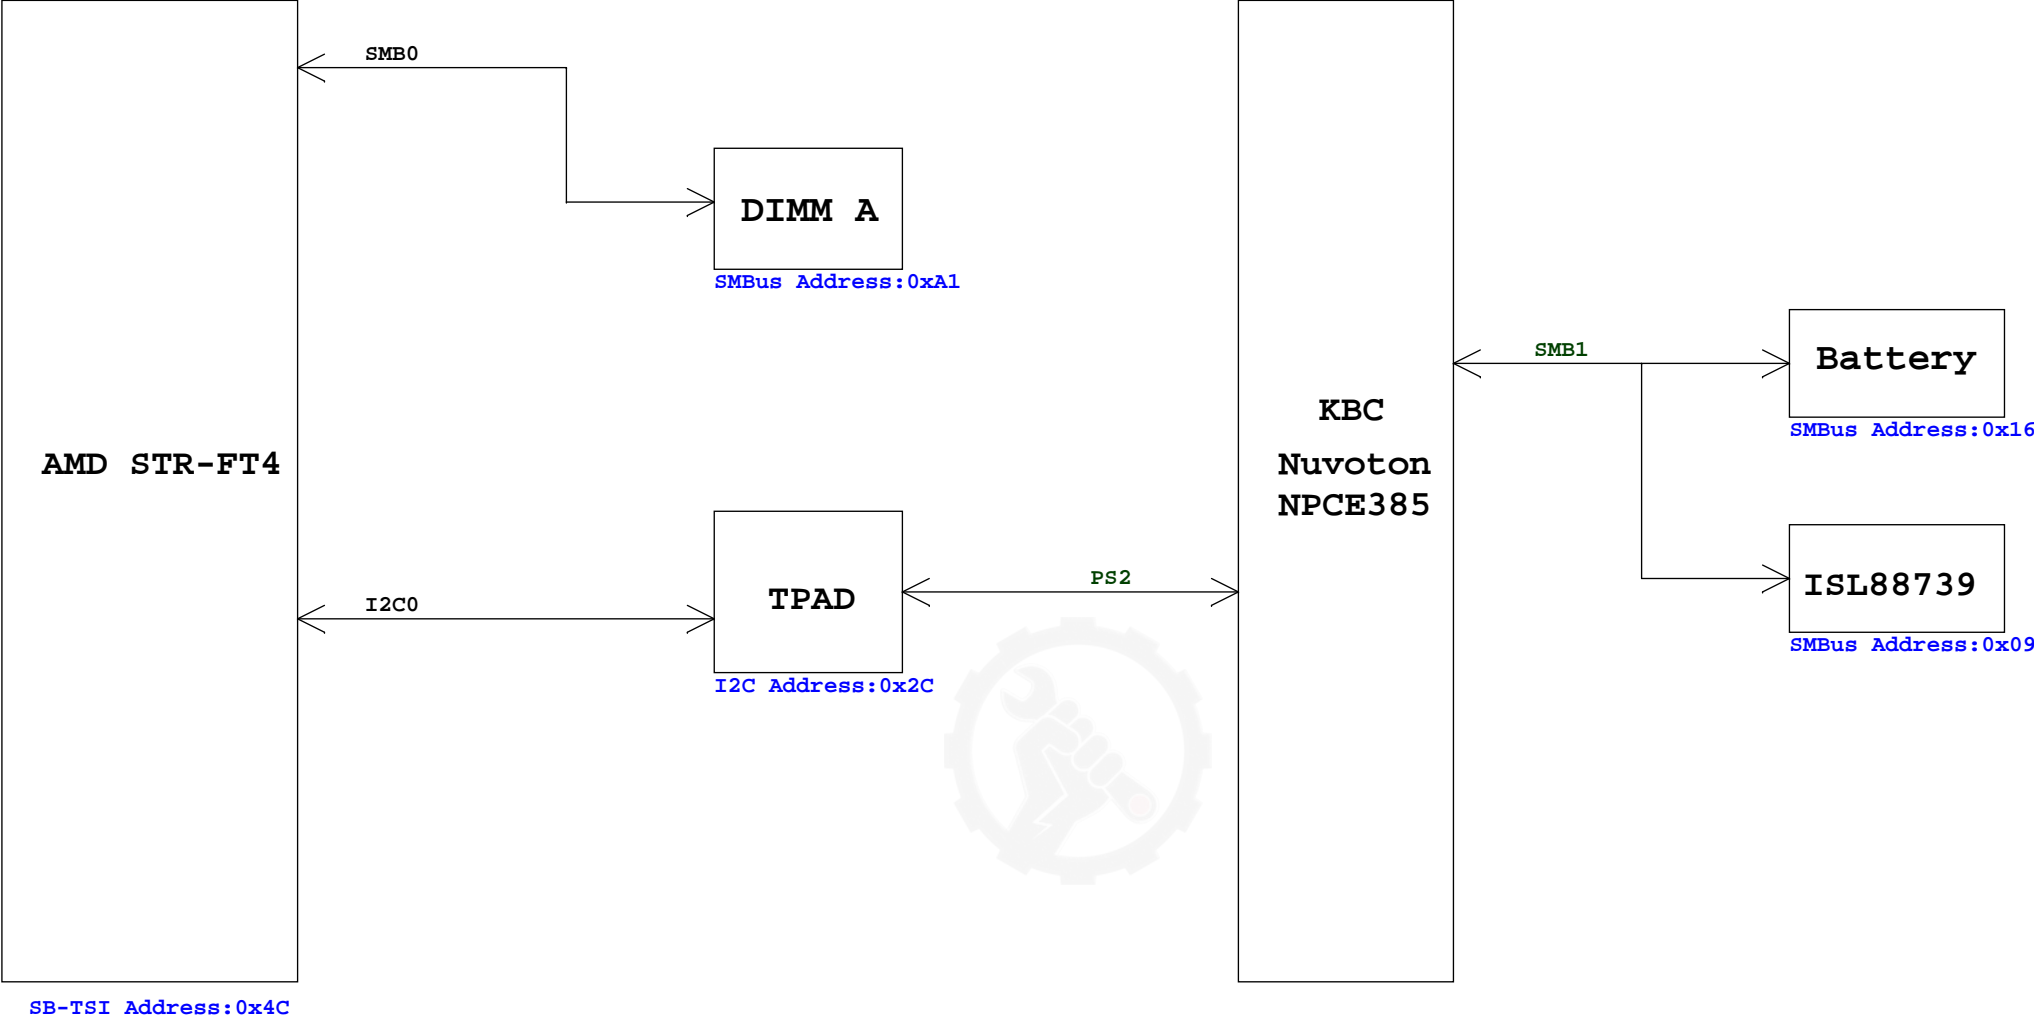 SMB0
DIMM A
SMBus Address:0xA1
SMB1
Battery
SMBus Address:0x16
KBC
Nuvoton
NPCE385
AMD STR-FT4
I2C0
TPAD
I2C Address:0x2C
PS2
ISL88739
SMBus Address:0x09
SB-TSI Address:0x4C